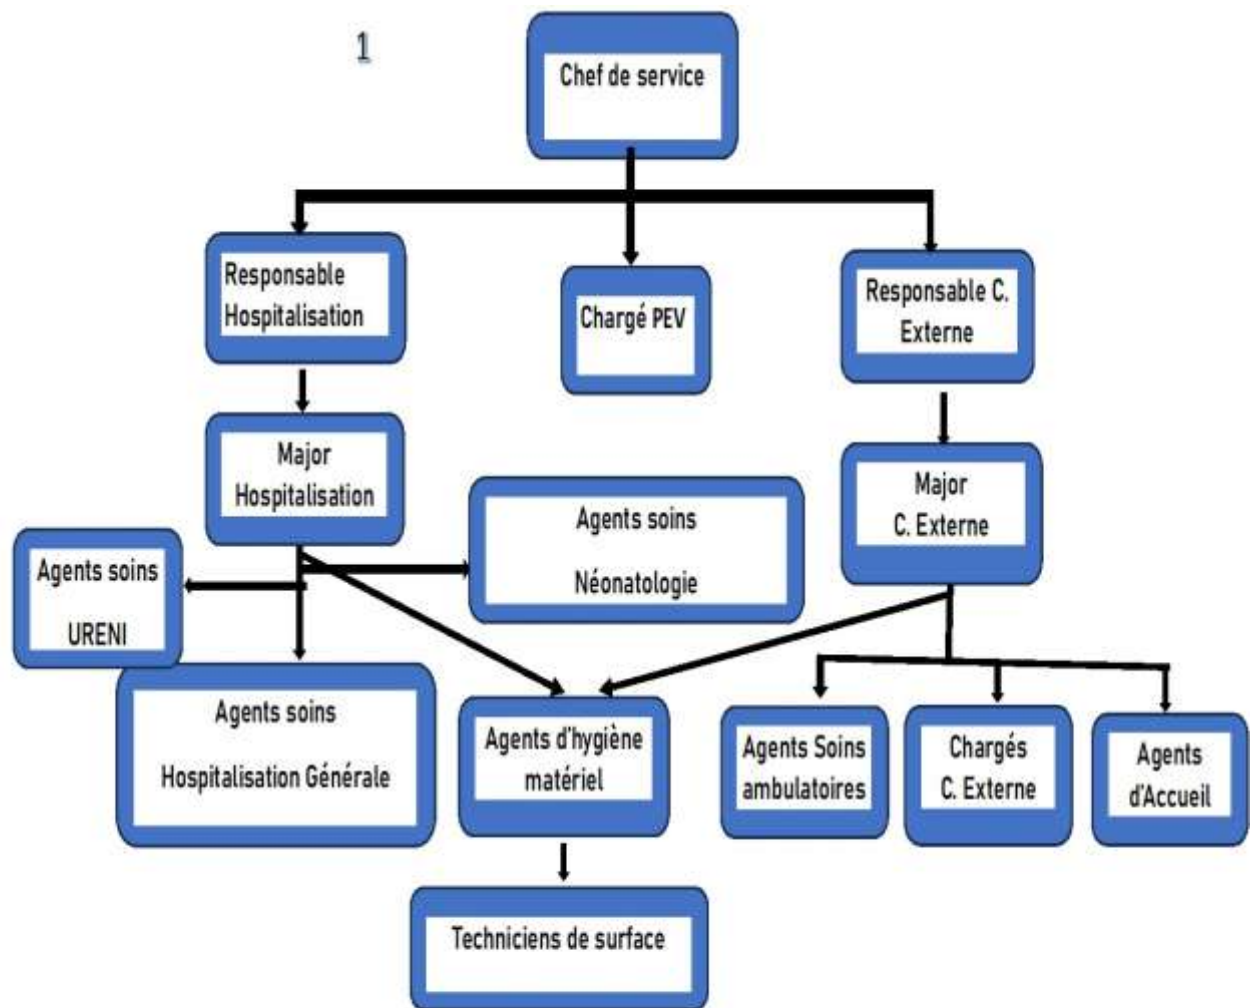 1
Chef de service
Responsable
Hospitalisation
Chargé PEV
Responsable C.
Externe
Major
Hospitalisation
Major
C. Externe
Agents soins
Néonatologie
Agents soins
URENI
Agents soins
Hospitalisation Générale
Agents d'hygiène
matériel
Agents Soins
ambulatoires
Chargés
C. Externe
Agents
d'Accueil
Techniciens de surface